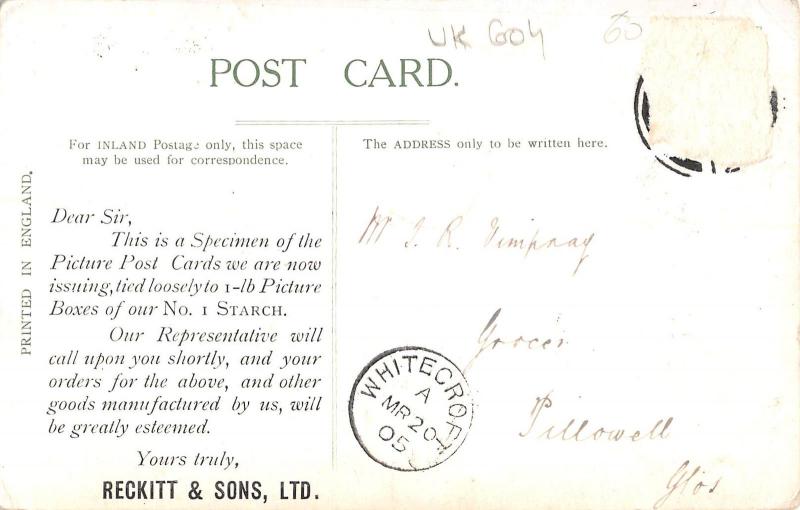 UK G04
60
POST CARD.
For INLAND Postage only, this space
may be used for correspondence.
The ADDRESS only to be written here.
PRINTED IN ENGLAND.
Dear Sir,
This is a Specimen of the
Picture Post Cards we are now
issuing, tied loosely to 1-lb Picture
Boxes of our No. 1 STARCH.
Our Representative will
call upon you shortly, and your
orders for the above, and other
goods manufactured by us, will
be greatly esteemed.
Yours truly,
RECKITT & SONS, LTD.
Mr J. R.
Grocer
Pillowell
Glos
WHITECROFT
A
MR 20
05